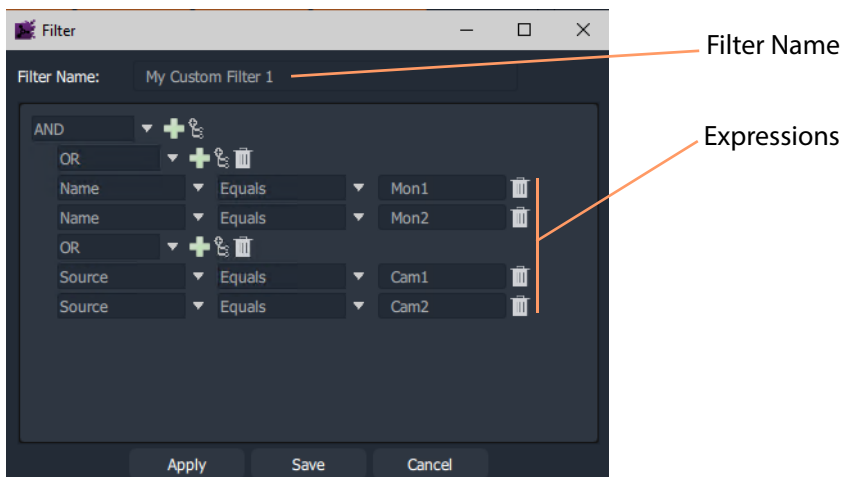 Filter
Filter Name: My Custom Filter 1
Filter Name
Expressions
AND
OR
Name Equals Mon1
Name Equals Mon2
OR
Source Equals Cam1
Source Equals Cam2
Apply Save Cancel